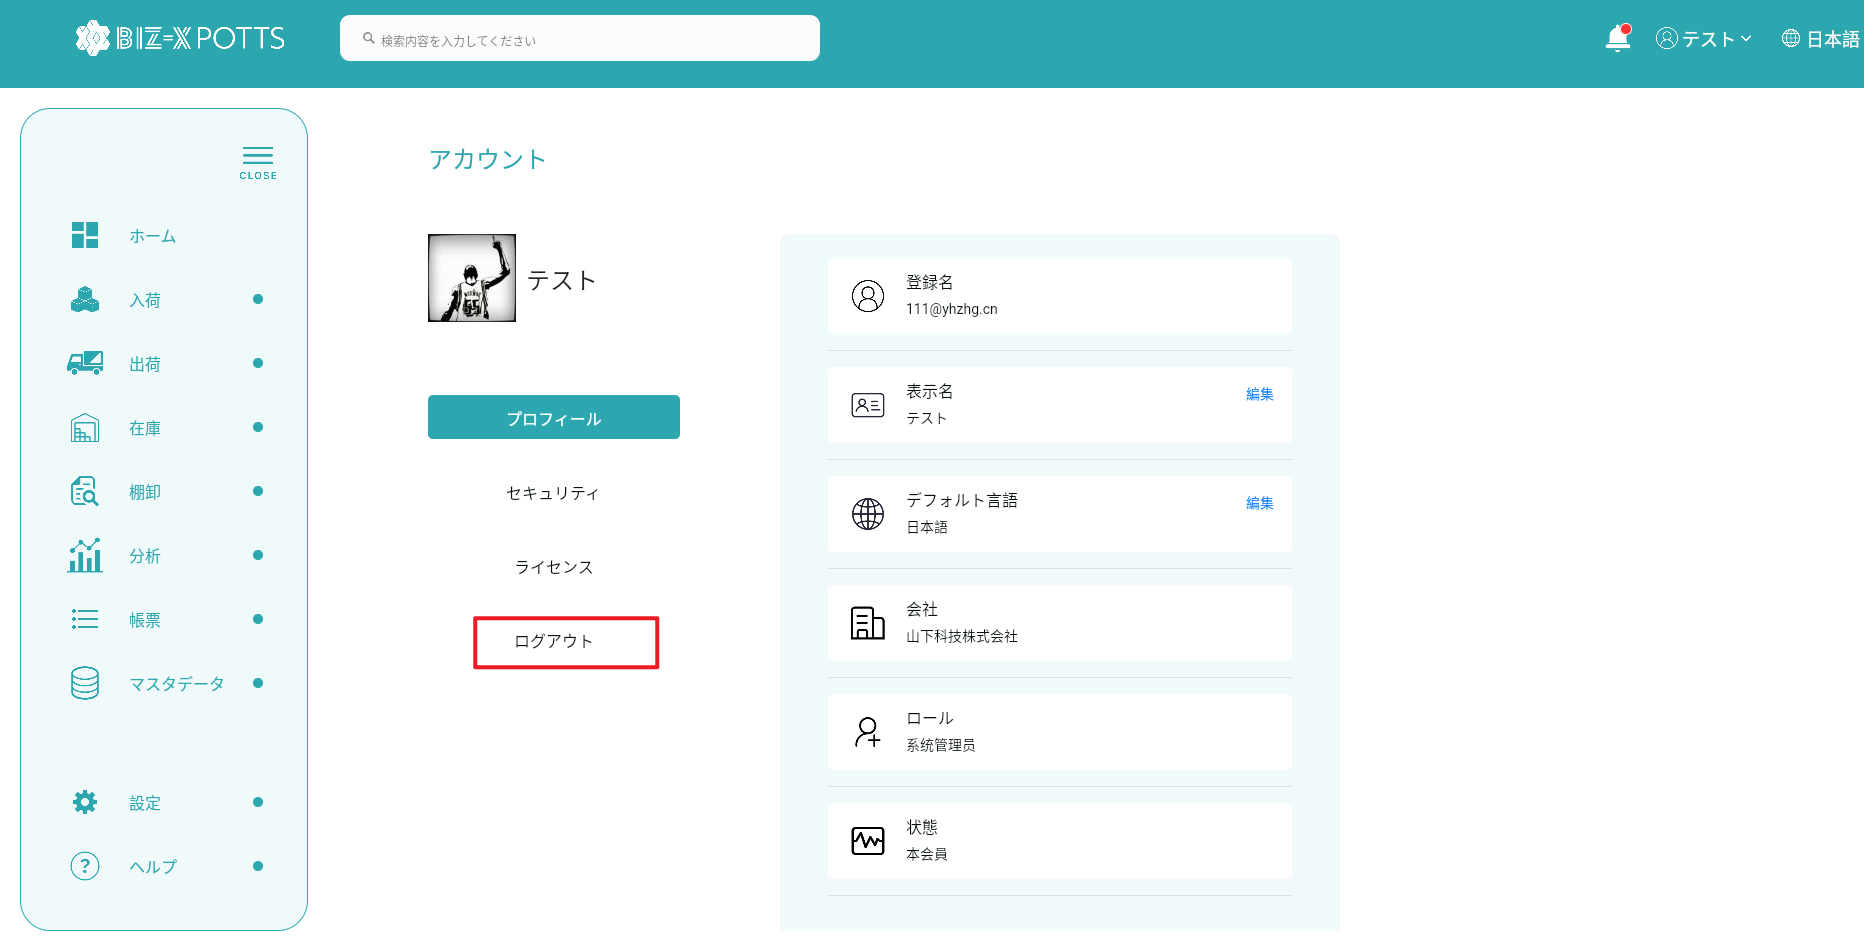 BIZ-X POTTS
検索内容を入力してください
テスト
日本語
CLOSE
ホーム
入荷
出荷
在庫
棚卸
分析
帳票
マスタデータ
設定
ヘルプ
アカウント
テスト
プロフィール
セキュリティ
ライセンス
ログアウト
登録名
111@yhzhg.cn
表示名
編集
テスト
デフォルト言語
編集
日本語
会社
山下科技株式会社
ロール
系统管理员
状態
本会員